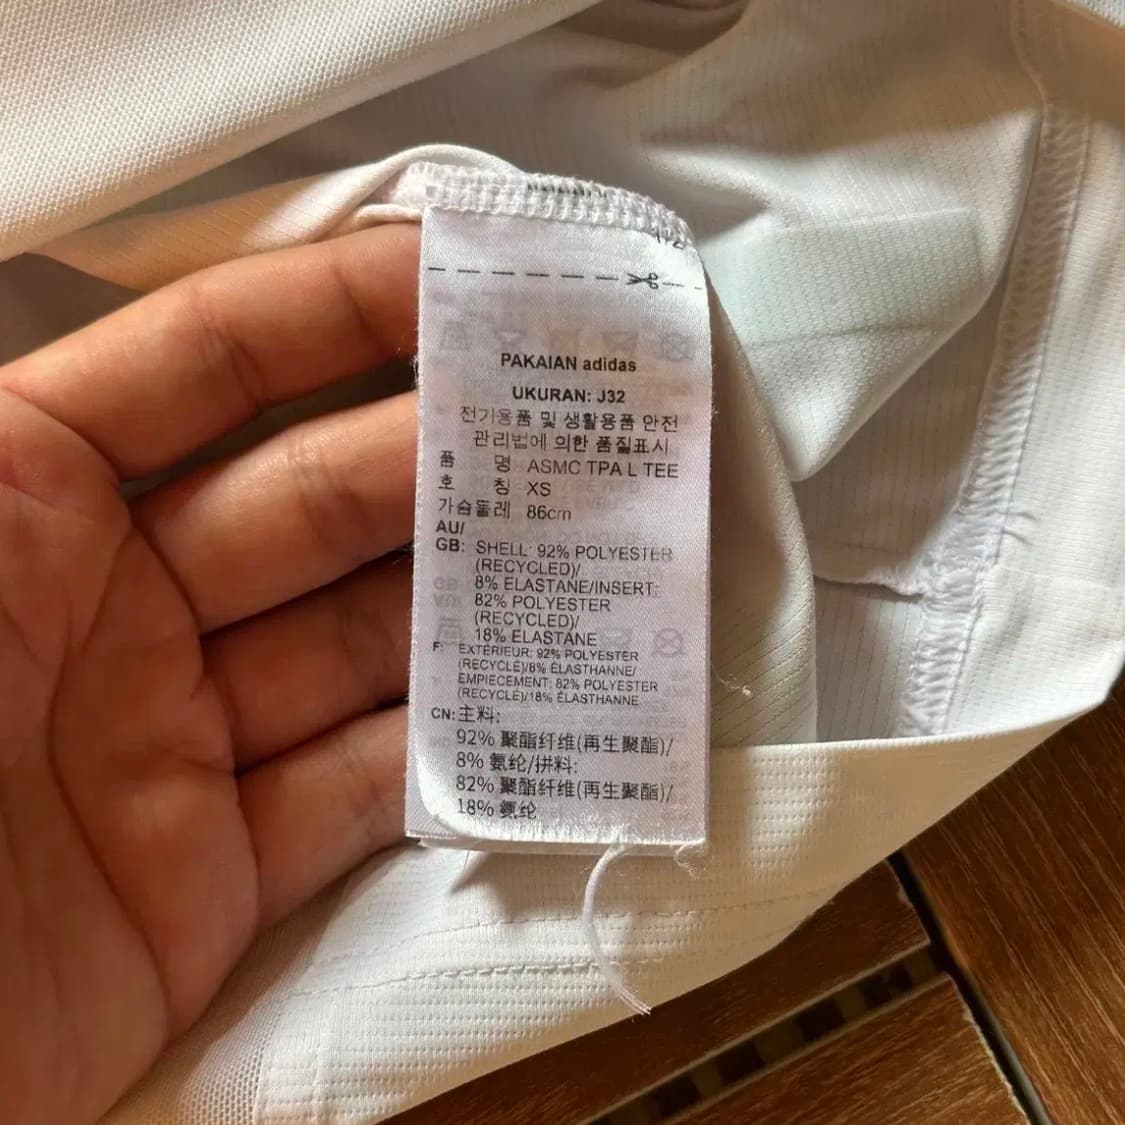 PAKAIAN adidas
UKURAN: J32
전기용품 및 생활용품 안전
관리법에 의한 품질표시
품 명 ASMC TPA L TEE
호 칭 XS
가슴둘레 86cm
AU/
GB: SHELL: 92% POLYESTER
(RECYCLED)/
8% ELASTANE/INSERT:
82% POLYESTER
(RECYCLED)/
18% ELASTANE
F: EXTÉRIEUR: 92% POLYESTER
(RECYCLÉ)/8% ÉLASTHANNE/
EMPIECEMENT: 82% POLYESTER
(RECYCLÉ)/18% ÉLASTHANNE
CN: 主料:
92% 聚酯纤维(再生聚酯)/
8% 氨纶/拼料:
82% 聚酯纤维(再生聚酯)/
18% 氨纶